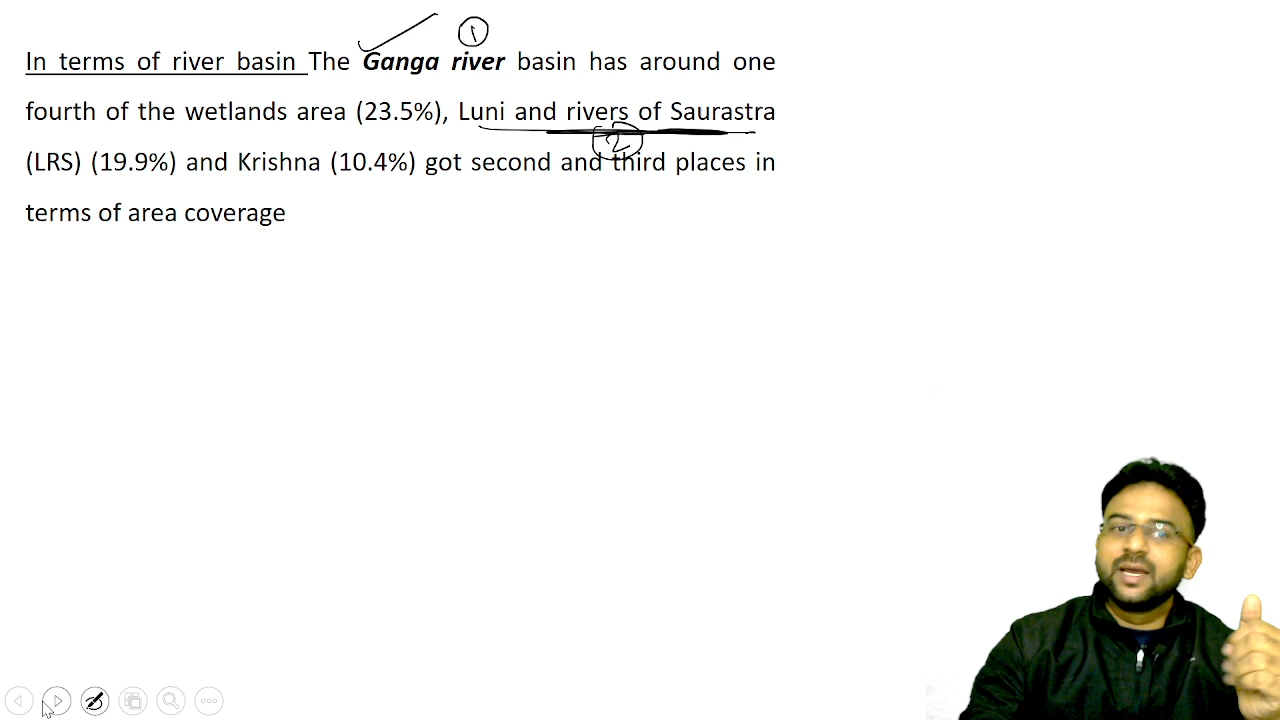 1
In terms of river basin The Ganga river basin has around one
fourth of the wetlands area (23.5%), Luni and rivers of Saurastra
2
(LRS) (19.9%) and Krishna (10.4%) got second and third places in
terms of area coverage